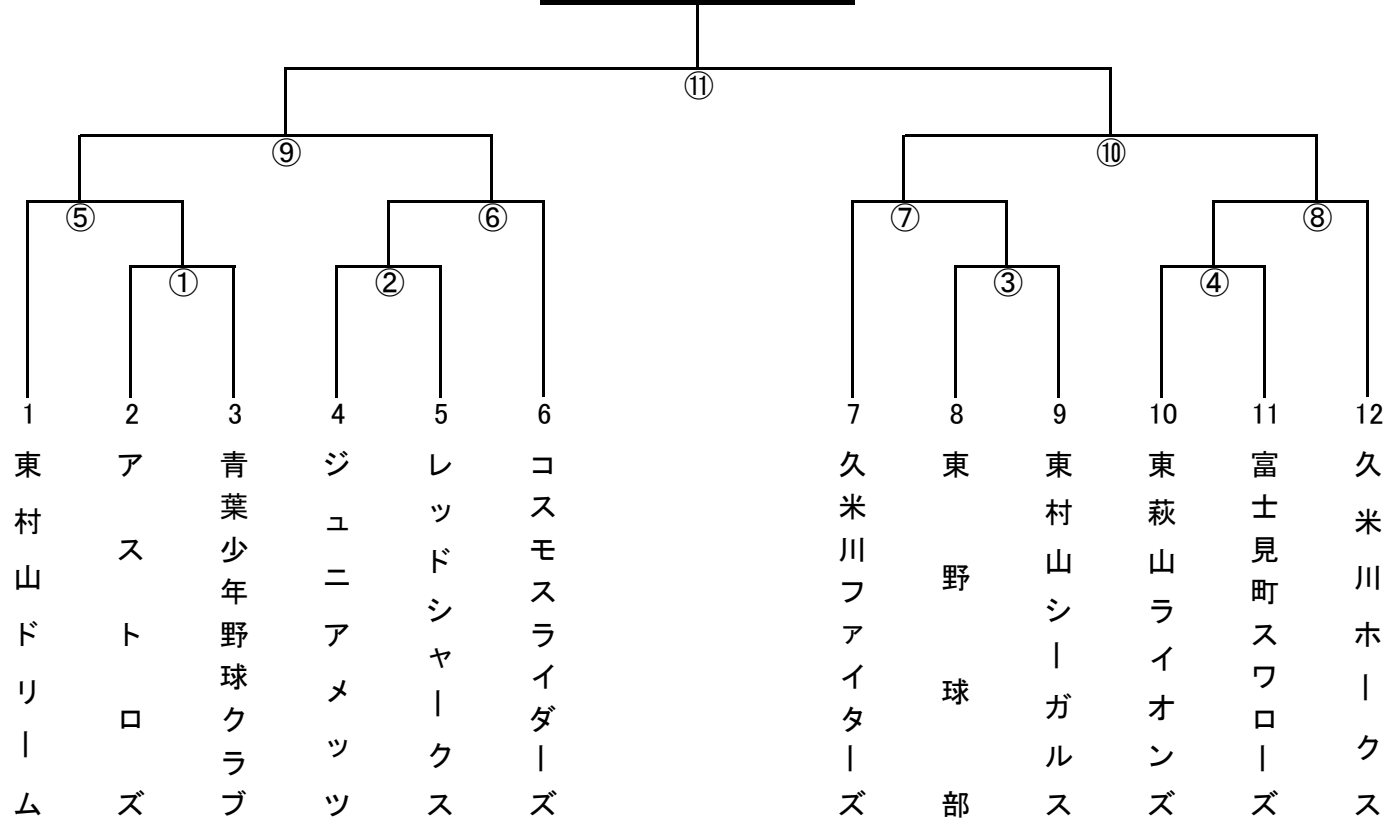 ⑪
⑨ ⑩
⑤ ⑥ ⑦ ⑧
① ② ③ ④
1 2 3 4 5 6 7 8 9 10 11 12
東村山ドリーム
アストロズ
青葉少年野球クラブ
ジュニアメッツ
レッドシャークス
コスモスライダーズ
久米川ファイターズ
東野球部
東村山シーガルス
東萩山ライオンズ
富士見町スワローズ
久米川ホークス